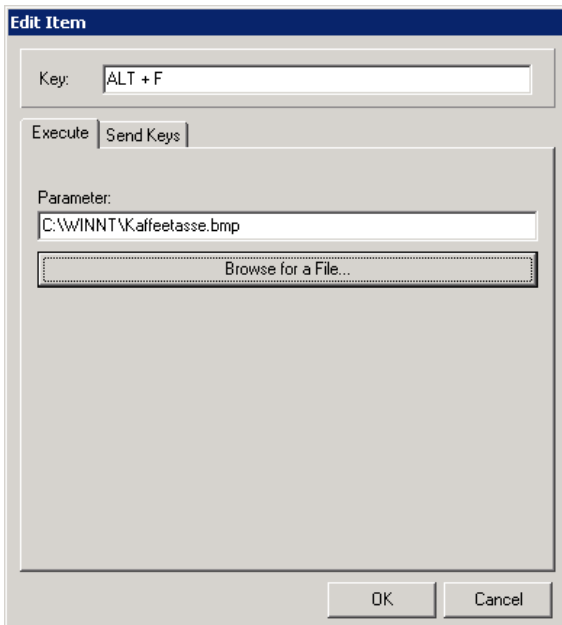 Edit Item
Key: ALT + F
Execute Send Keys
Parameter:
C:\WINNT\Kaffeetasse.bmp
Browse for a File...
OK Cancel